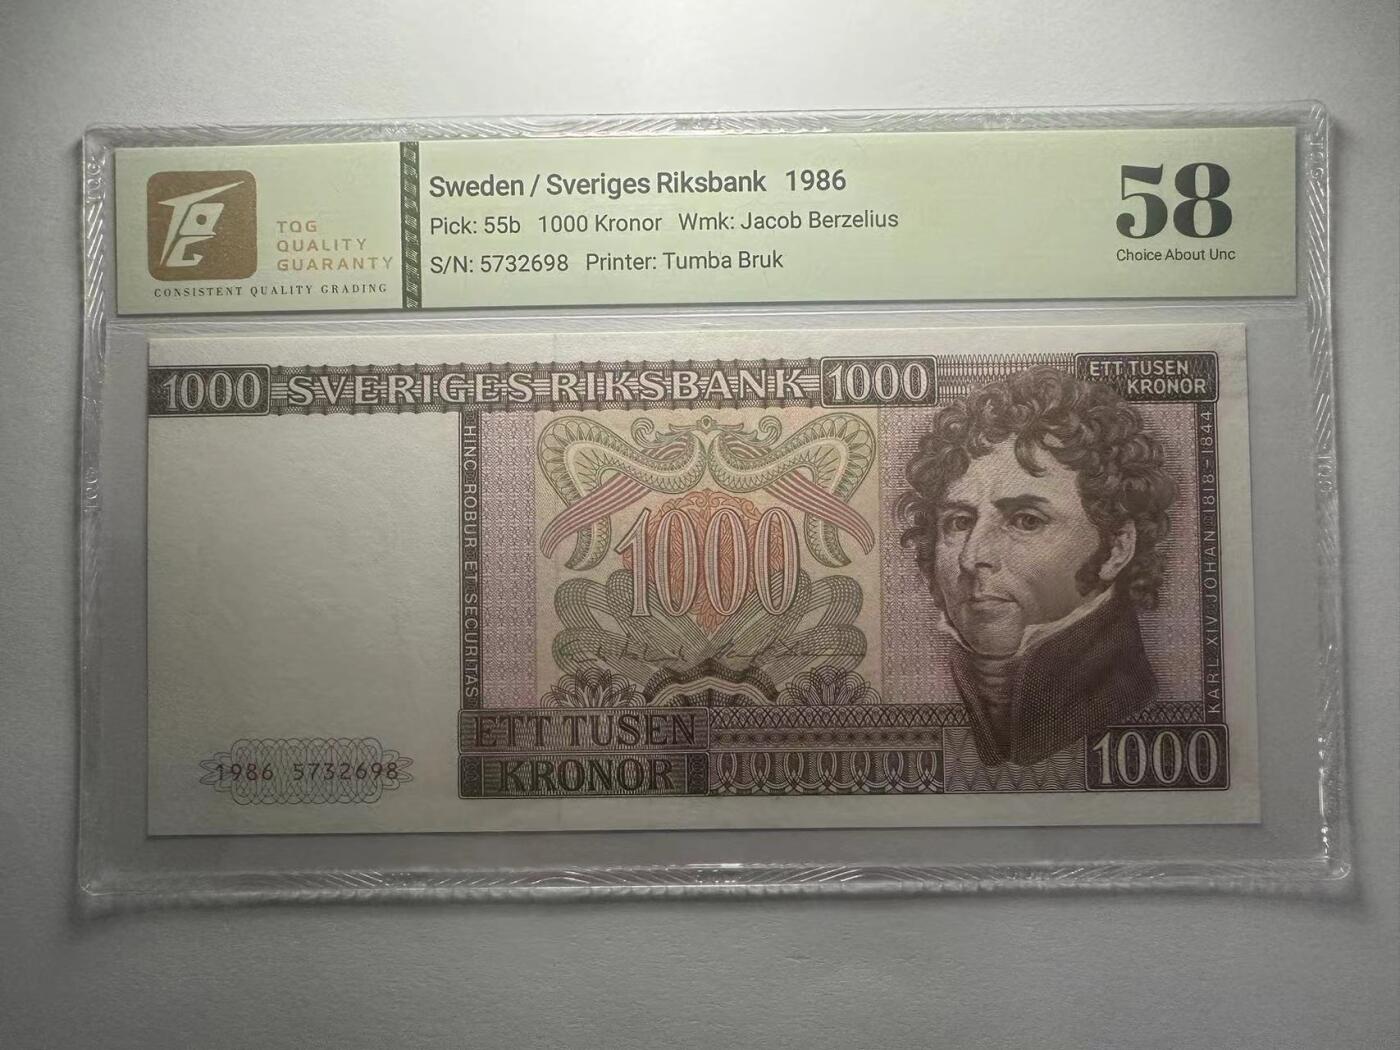 TQG
QUALITY
GUARANTY
CONSISTENT QUALITY GRADING
Sweden / Sveriges Riksbank 1986
Pick: 55b 1000 Kronor Wmk: Jacob Berzelius
S/N: 5732698 Printer: Tumba Bruk
58
Choice About Unc
1000 SVERIGES RIKSBANK 1000
ETT TUSEN
KRONOR
HINC ROBUR ET SECURITAS
1000
KARL XIV JOHAN 1818-1844
ETT TUSEN
KRONOR
1000
1986 5732698